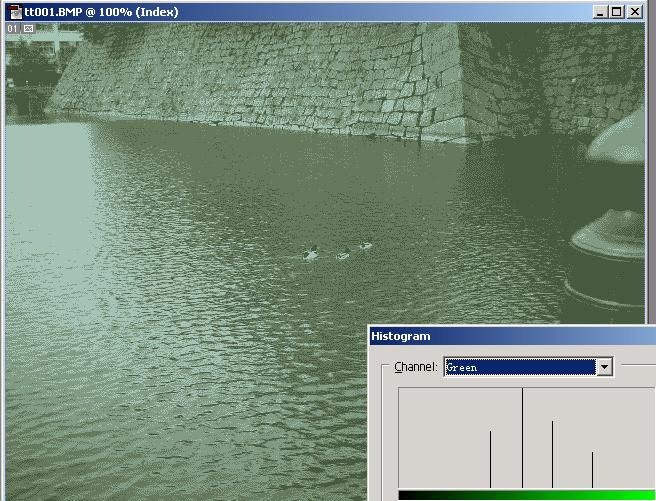 tt001.BMP @ 100% (Index)
01
Histogram
Channel: Green